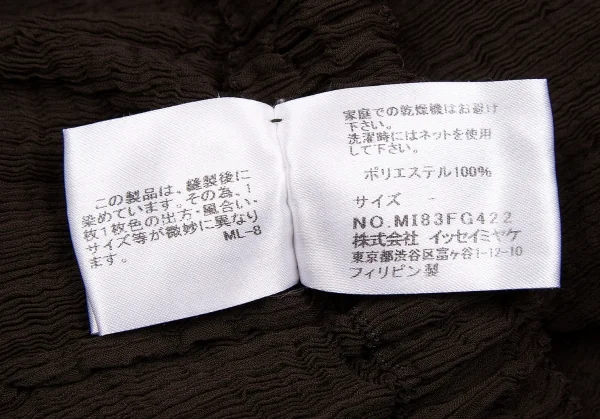 この製品は、縫製後に
染めています。その為、1
枚1枚色の出方・風合い・
サイズ等が微妙に異なり
ます。
ML-8
家庭での乾燥機はお避け
下さい。
洗濯時にはネットを使用
して下さい。
ポリエステル100%
サイズ -
NO.MI83FG422
株式会社 イッセイミヤケ
東京都渋谷区富ヶ谷1-12-10
フィリピン製